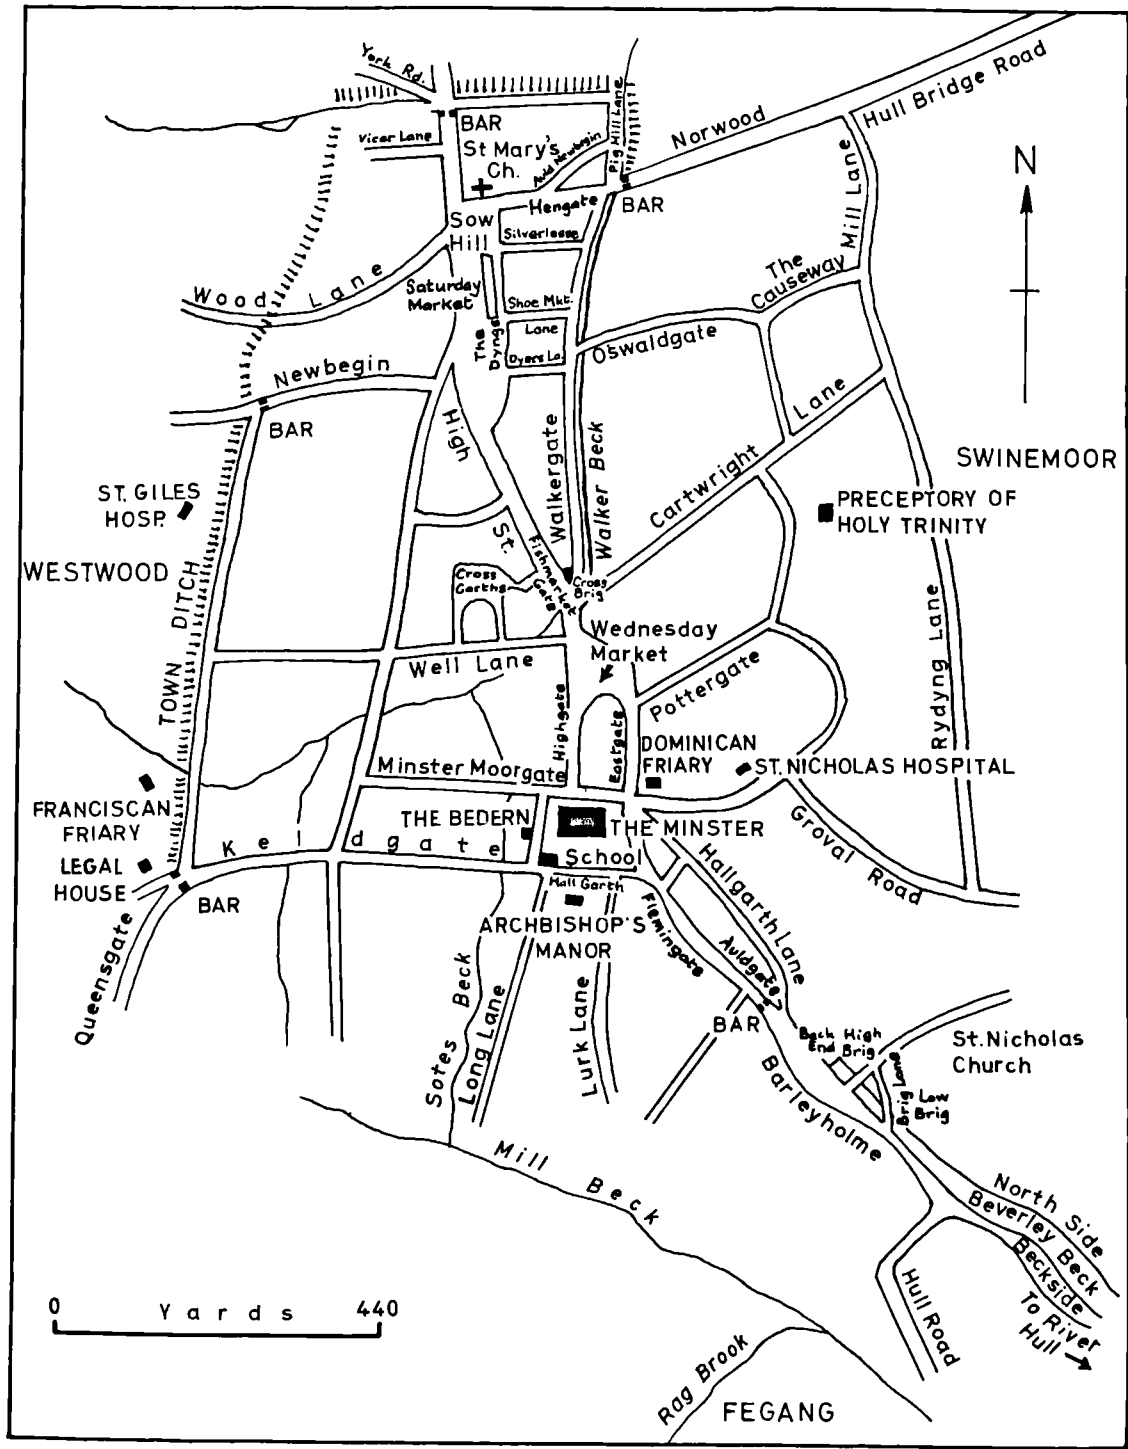 York Rd.
Vicar Lane
BAR
St Mary's
Ch.
Auld Newbegin
Pig Hill Lane
Norwood
Hull Bridge Road
Mill Lane
N
BAR
Hengate
Sow
Hill
Silverlesse
Wood Lane
Saturday
Market
The Dynge
Shoe Mkt.
Lane
Dyers La.
The
Causeway
Oswaldgate
Newbegin
BAR
High
St.
Walkergate
Walker Beck
Cartwright Lane
SWINEMOOR
ST. GILES
HOSP.
PRECEPTORY OF
HOLY TRINITY
WESTWOOD
TOWN DITCH
Fishmarket
Gate
Cross
Garths
Cross
Brig
Rydyng Lane
Wednesday
Market
Well Lane
Pottergate
Highgate
Eastgate
DOMINICAN
FRIARY
ST. NICHOLAS HOSPITAL
Minster Moorgate
FRANCISCAN
FRIARY
THE BEDERN
THE MINSTER
Keldgate
School
LEGAL
HOUSE
BAR
Hall Garth
Hallgarth Lane
Groval Road
ARCHBISHOP'S
MANOR
Flemingate
Auldgate
Queensgate
Sotes Beck
Long Lane
Lurk Lane
BAR
Back
End
High
Brig
St. Nicholas
Church
Brig Lane
Low
Brig
Barleyholme
Mill Beck
North Side
Beverley Beck
Beckside
To River
Hull
Hull Road
0 Yards 440
Rag Brook
FEGANG